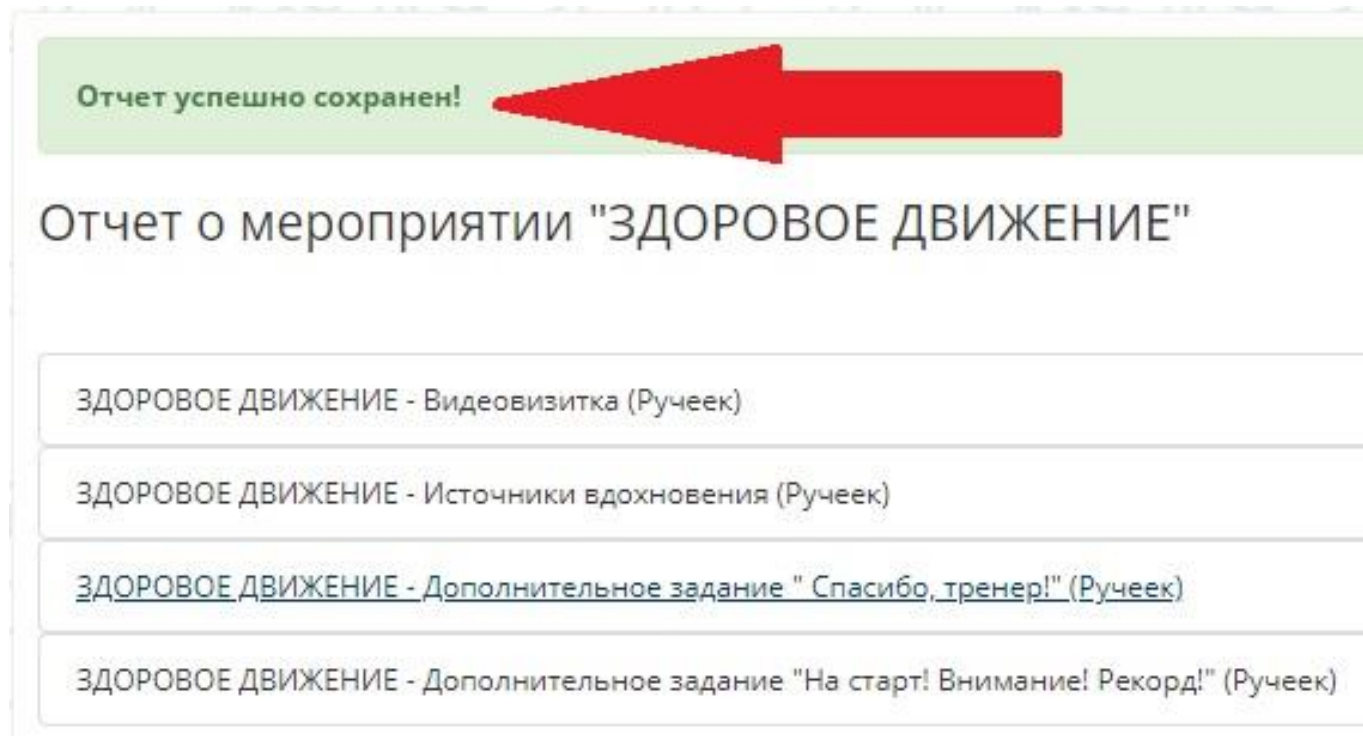 Отчет успешно сохранен!
Отчет о мероприятии "ЗДОРОВОЕ ДВИЖЕНИЕ"
ЗДОРОВОЕ ДВИЖЕНИЕ - Видеовизитка (Ручеек)
ЗДОРОВОЕ ДВИЖЕНИЕ - Источники вдохновения (Ручеек)
ЗДОРОВОЕ ДВИЖЕНИЕ - Дополнительное задание " Спасибо, тренер!" (Ручеек)
ЗДОРОВОЕ ДВИЖЕНИЕ - Дополнительное задание "На старт! Внимание! Рекорд!" (Ручеек)